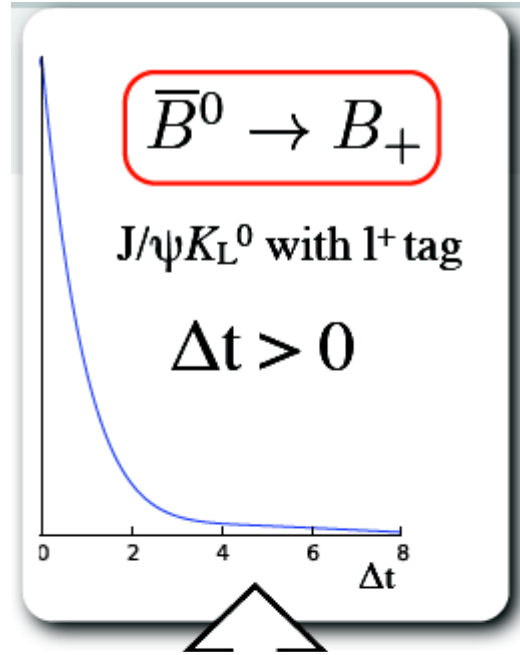 B̅⁰ → B₊
J/ψK_L⁰ with l⁺ tag
Δt > 0
0 2 4 6 8
Δt